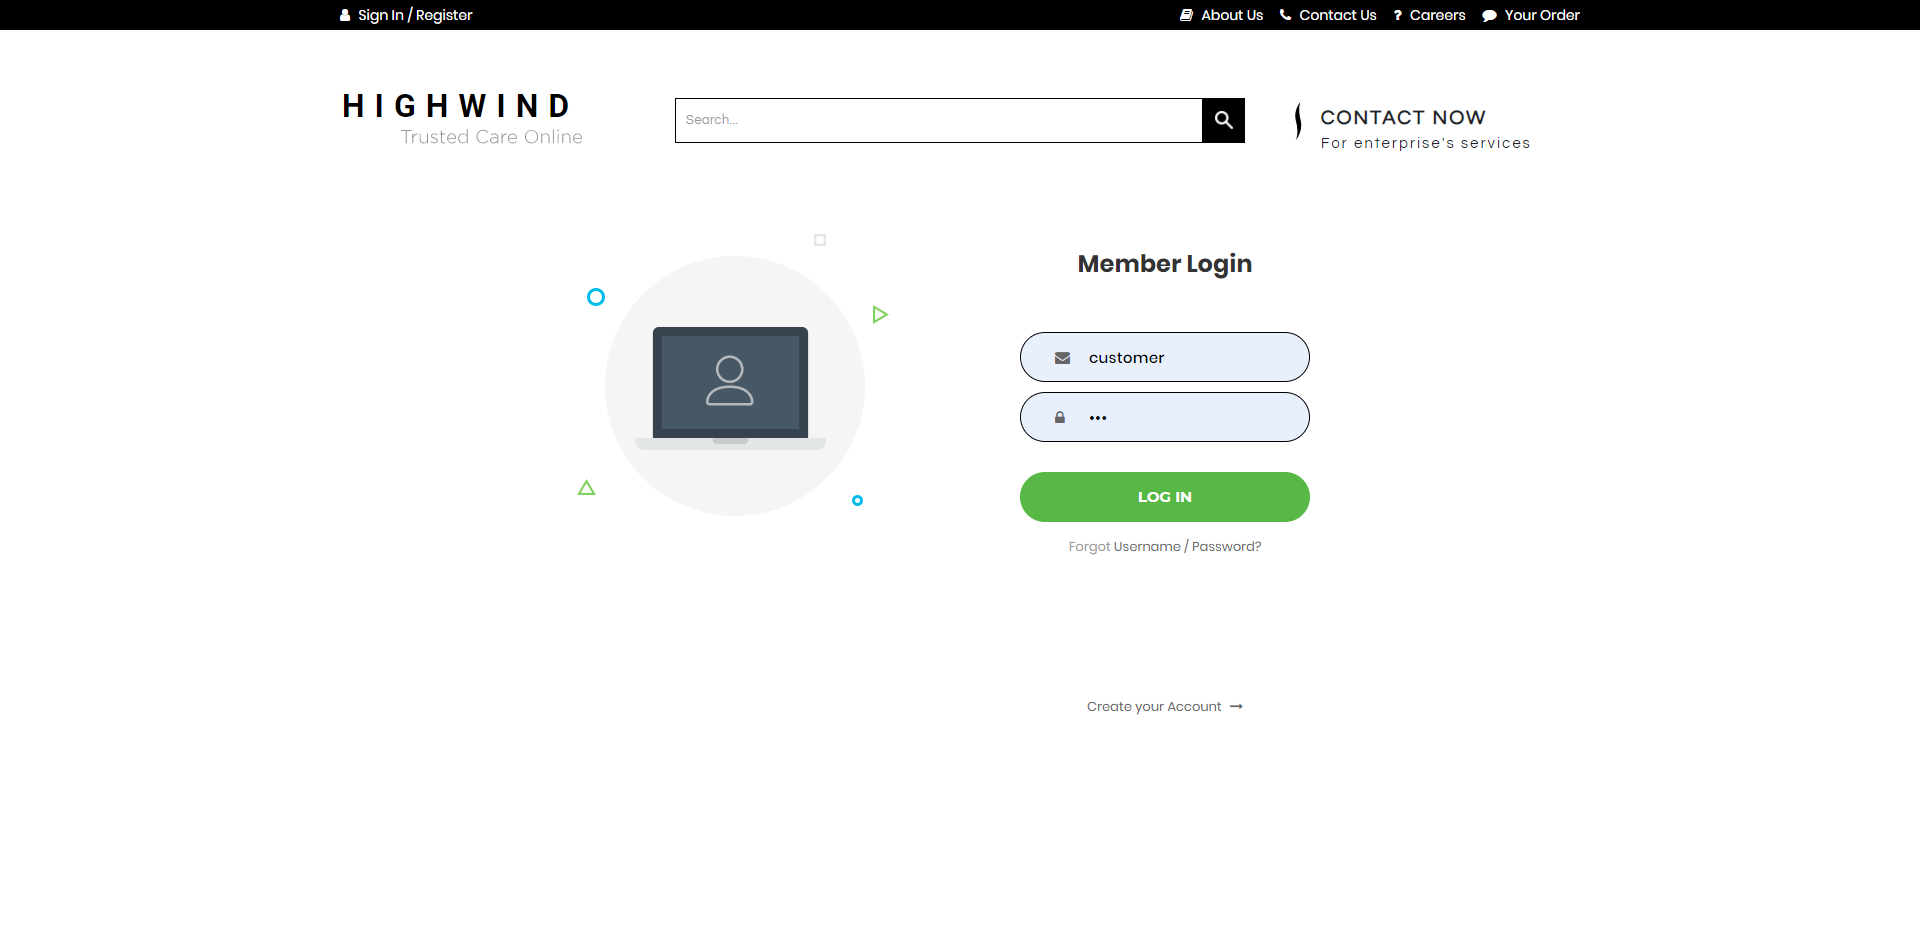 Sign In / Register
About Us
Contact Us
? Careers
Your Order
HIGHWIND
Trusted Care Online
Search...
CONTACT NOW
For enterprise's services
Member Login
customer
•••
LOG IN
Forgot Username / Password?
Create your Account →